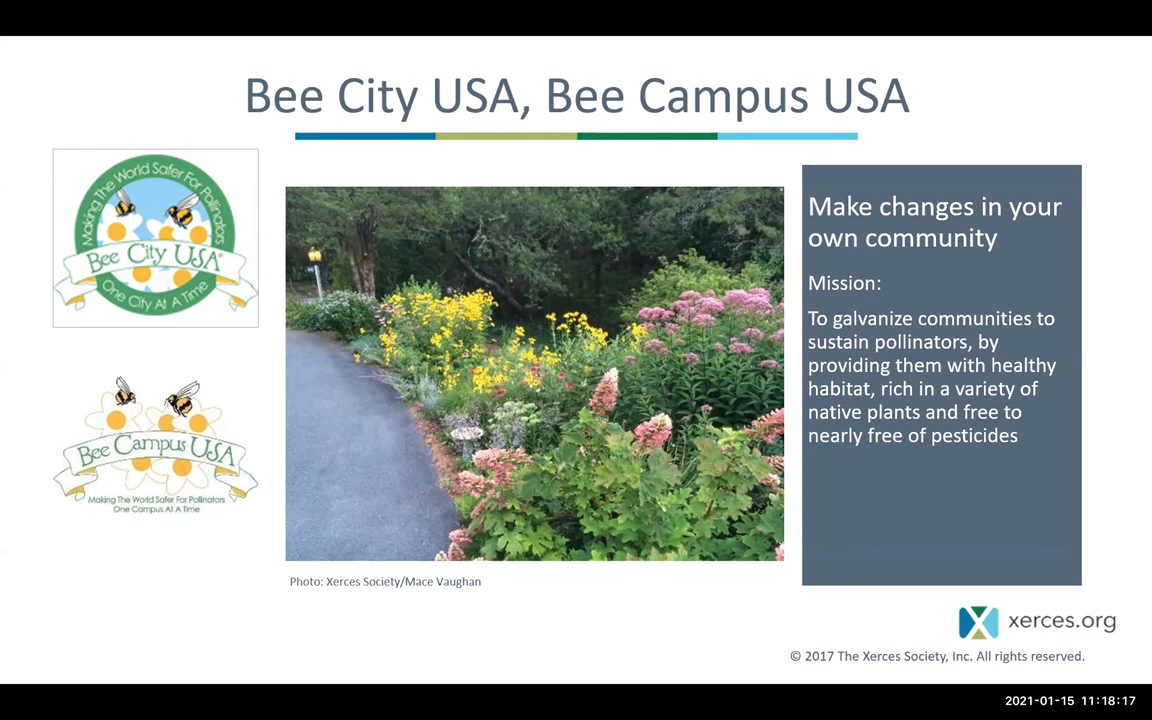 Bee City USA, Bee Campus USA
Making The World Safer For Pollinators
Bee City USA®
One City At A Time
Bee Campus USA
Making The World Safer For Pollinators
One Campus At A Time
Photo: Xerces Society/Mace Vaughan
Make changes in your
own community
Mission:
To galvanize communities to
sustain pollinators, by
providing them with healthy
habitat, rich in a variety of
native plants and free to
nearly free of pesticides
xerces.org
© 2017 The Xerces Society, Inc. All rights reserved.
2021-01-15 11:18:17